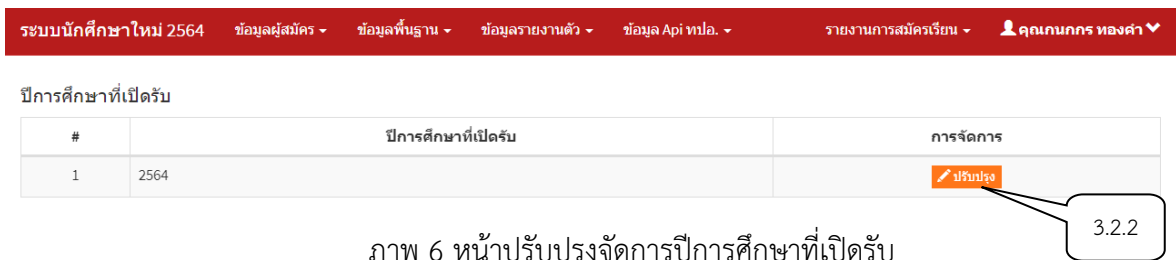 ระบบนักศึกษาใหม่ 2564 ข้อมูลผู้สมัคร ข้อมูลพื้นฐาน ข้อมูลรายงานตัว ข้อมูล Api ทปอ. รายงานการสมัครเรียน คุณกนกกร ทองคำ
ปีการศึกษาที่เปิดรับ
# ปีการศึกษาที่เปิดรับ การจัดการ
1 2564 ปรับปรุง
3.2.2
ภาพ 6 หน้าปรับปรุงจัดการปีการศึกษาที่เปิดรับ